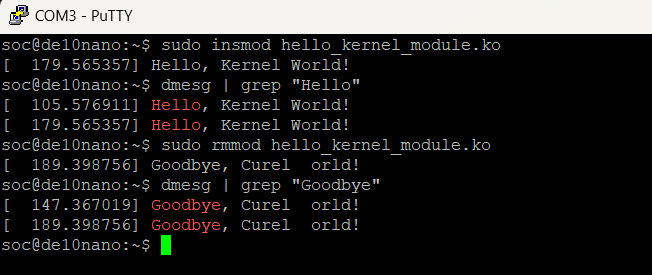 COM3 - PuTTY
soc@de10nano:~$ sudo insmod hello_kernel_module.ko
[  179.565357] Hello, Kernel World!
soc@de10nano:~$ dmesg | grep "Hello"
[  105.576911] Hello, Kernel World!
[  179.565357] Hello, Kernel World!
soc@de10nano:~$ sudo rmmod hello_kernel_module.ko
[  189.398756] Goodbye, Curel  orld!
soc@de10nano:~$ dmesg | grep "Goodbye"
[  147.367019] Goodbye, Curel  orld!
[  189.398756] Goodbye, Curel  orld!
soc@de10nano:~$